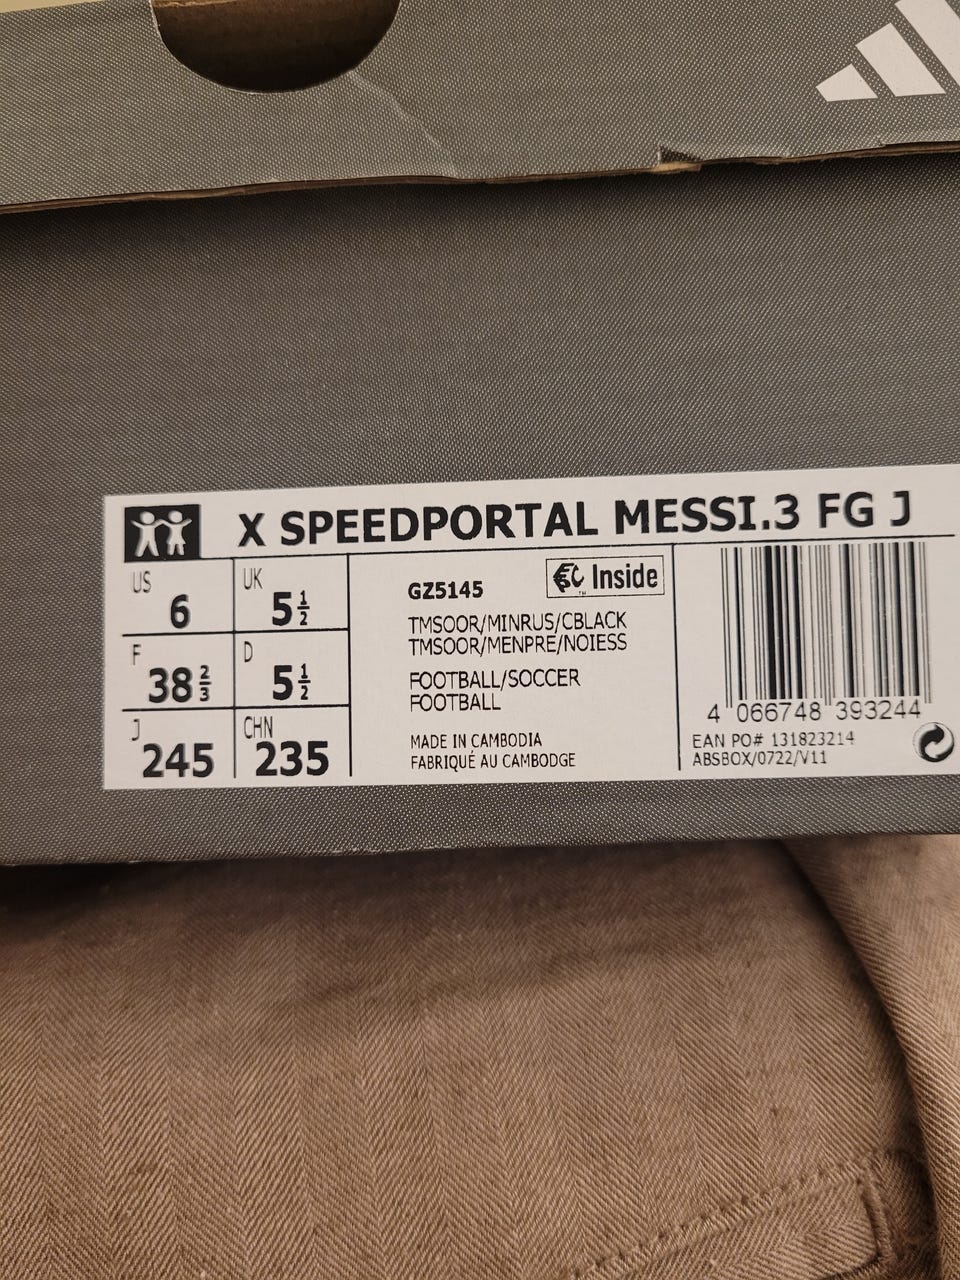 X SPEEDPORTAL MESSI.3 FG J
US 6
UK 5 1/2
F 38 2/3
D 5 1/2
J 245
CHN 235
GZ5145
€C Inside
™
TMSOOR/MINRUS/CBLACK
TMSOOR/MENPRE/NOIESS
FOOTBALL/SOCCER
FOOTBALL
MADE IN CAMBODIA
FABRIQUÉ AU CAMBODGE
4 066748 393244
EAN PO# 131823214
ABSBOX/0722/V11